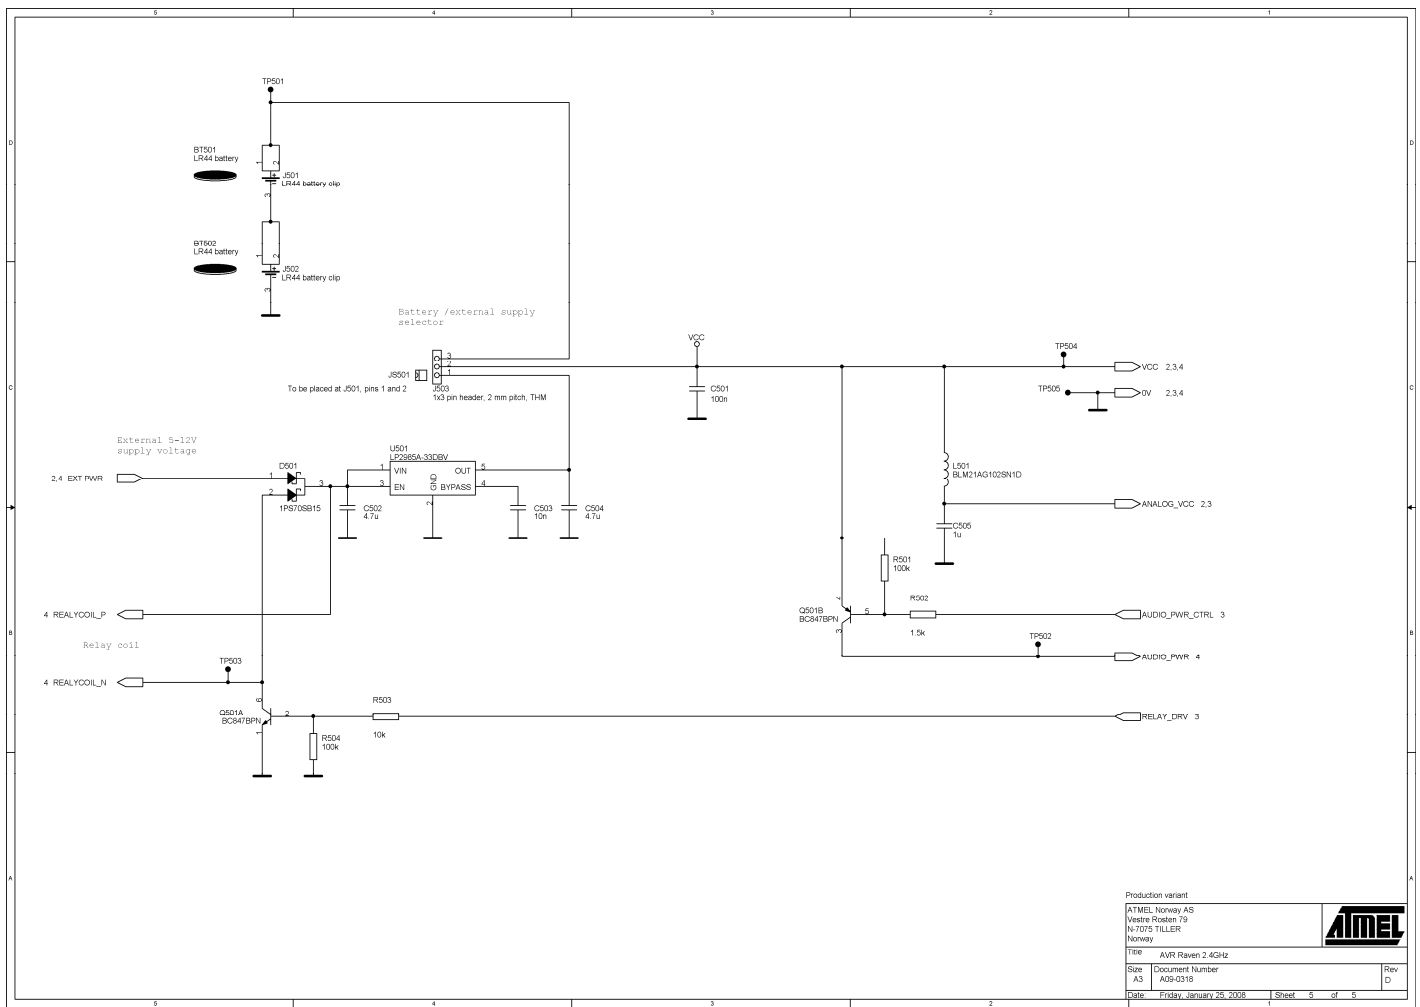 5 4 3 2 1
D D
C C
B B
A A
TP501
BT501
LR44 battery
1 2
J501
LR44 battery clip
+
-
3
BT502
LR44 battery
1 2
J502
LR44 battery clip
+
-
3
Battery /external supply
selector
JS501
To be placed at J501, pins 1 and 2
3
2
1
J503
1x3 pin header, 2 mm pitch, THM
VCC
C501
100n
TP504
VCC 2,3,4
TP505
0V 2,3,4
External 5-12V
supply voltage
2,4 EXT PWR
D501
1
2
3
1PS70SB15
U501
LP2985A-33DBV
1 VIN OUT 5
3 EN GND BYPASS 4
2
C502
4.7u
C503
10n
C504
4.7u
L501
BLM21AG102SN1D
ANALOG_VCC 2,3
C505
1u
R501
100k
4 REALYCOIL_P
Q501B
BC847BPN
4
5
3
R502
1.5k
AUDIO_PWR_CTRL 3
TP502
AUDIO_PWR 4
Relay coil
TP503
4 REALYCOIL_N
Q501A
BC847BPN
6
2
1
R503
10k
R504
100k
RELAY_DRV 3
Production variant
ATMEL Norway AS
Vestre Rosten 79
N-7075 TILLER
Norway
ATMEL
Title AVR Raven 2.4GHz
Size Document Number Rev
A3 A09-0318 D
Date: Friday, January 25, 2008 Sheet 5 of 5
5 4 3 2 1